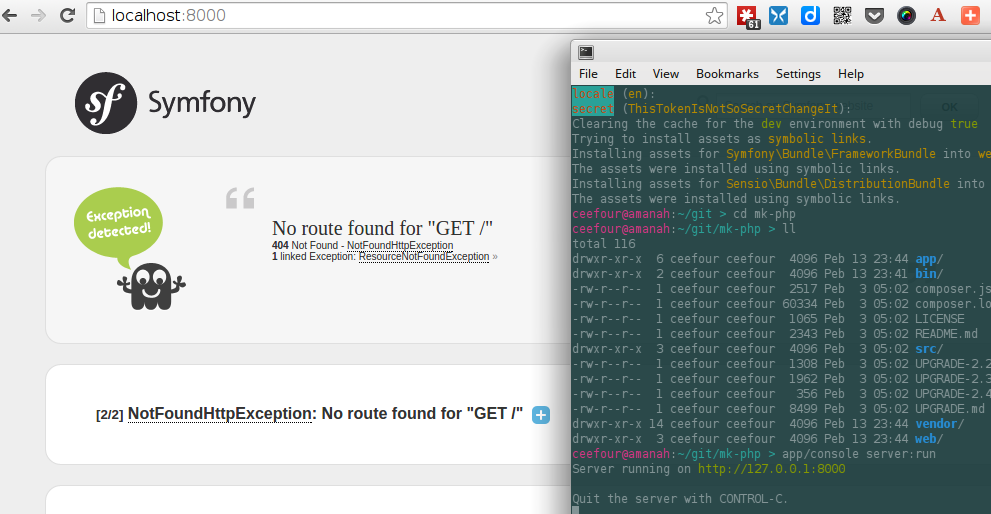 localhost:8000
61
sf Symfony
Exception
detected!
No route found for "GET /"
404 Not Found - NotFoundHttpException
1 linked Exception: ResourceNotFoundException »
[2/2] NotFoundHttpException: No route found for "GET /"
File Edit View Bookmarks Settings Help
locale (en):
secret (ThisTokenIsNotSoSecretChangeIt):
Clearing the cache for the dev environment with debug true
Trying to install assets as symbolic links.
Installing assets for Symfony\Bundle\FrameworkBundle into we
The assets were installed using symbolic links.
Installing assets for Sensio\Bundle\DistributionBundle into
The assets were installed using symbolic links.
ceefour@amanah:~/git > cd mk-php
ceefour@amanah:~/git/mk-php > ll
total 116
drwxr-xr-x 6 ceefour ceefour 4096 Peb 13 23:44 app/
drwxr-xr-x 2 ceefour ceefour 4096 Peb 13 23:41 bin/
-rw-r--r-- 1 ceefour ceefour 2517 Peb 3 05:02 composer.js
-rw-r--r-- 1 ceefour ceefour 60334 Peb 3 05:02 composer.lo
-rw-r--r-- 1 ceefour ceefour 1065 Peb 3 05:02 LICENSE
-rw-r--r-- 1 ceefour ceefour 2343 Peb 3 05:02 README.md
drwxr-xr-x 3 ceefour ceefour 4096 Peb 3 05:02 src/
-rw-r--r-- 1 ceefour ceefour 1308 Peb 3 05:02 UPGRADE-2.2
-rw-r--r-- 1 ceefour ceefour 1962 Peb 3 05:02 UPGRADE-2.3
-rw-r--r-- 1 ceefour ceefour 356 Peb 3 05:02 UPGRADE-2.4
-rw-r--r-- 1 ceefour ceefour 8499 Peb 3 05:02 UPGRADE.md
drwxr-xr-x 14 ceefour ceefour 4096 Peb 13 23:44 vendor/
drwxr-xr-x 3 ceefour ceefour 4096 Peb 13 23:44 web/
ceefour@amanah:~/git/mk-php > app/console server:run
Server running on http://127.0.0.1:8000
Quit the server with CONTROL-C.